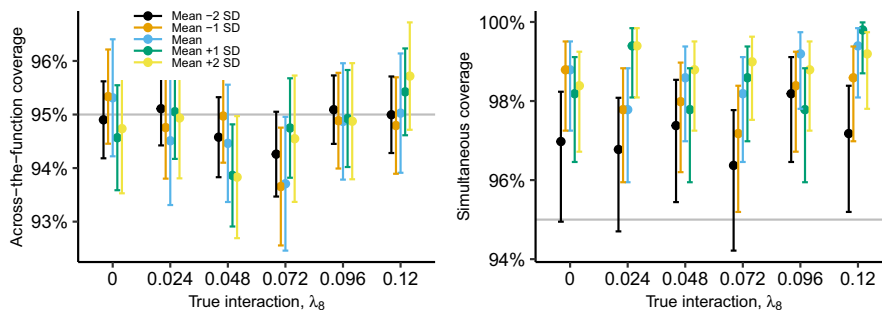 Mean −2 SD
Mean −1 SD
Mean
Mean +1 SD
Mean +2 SD
Across−the−function coverage
96%
95%
94%
93%
0 0.024 0.048 0.072 0.096 0.12
True interaction, λ8
Simultaneous coverage
100%
98%
96%
94%
0 0.024 0.048 0.072 0.096 0.12
True interaction, λ8